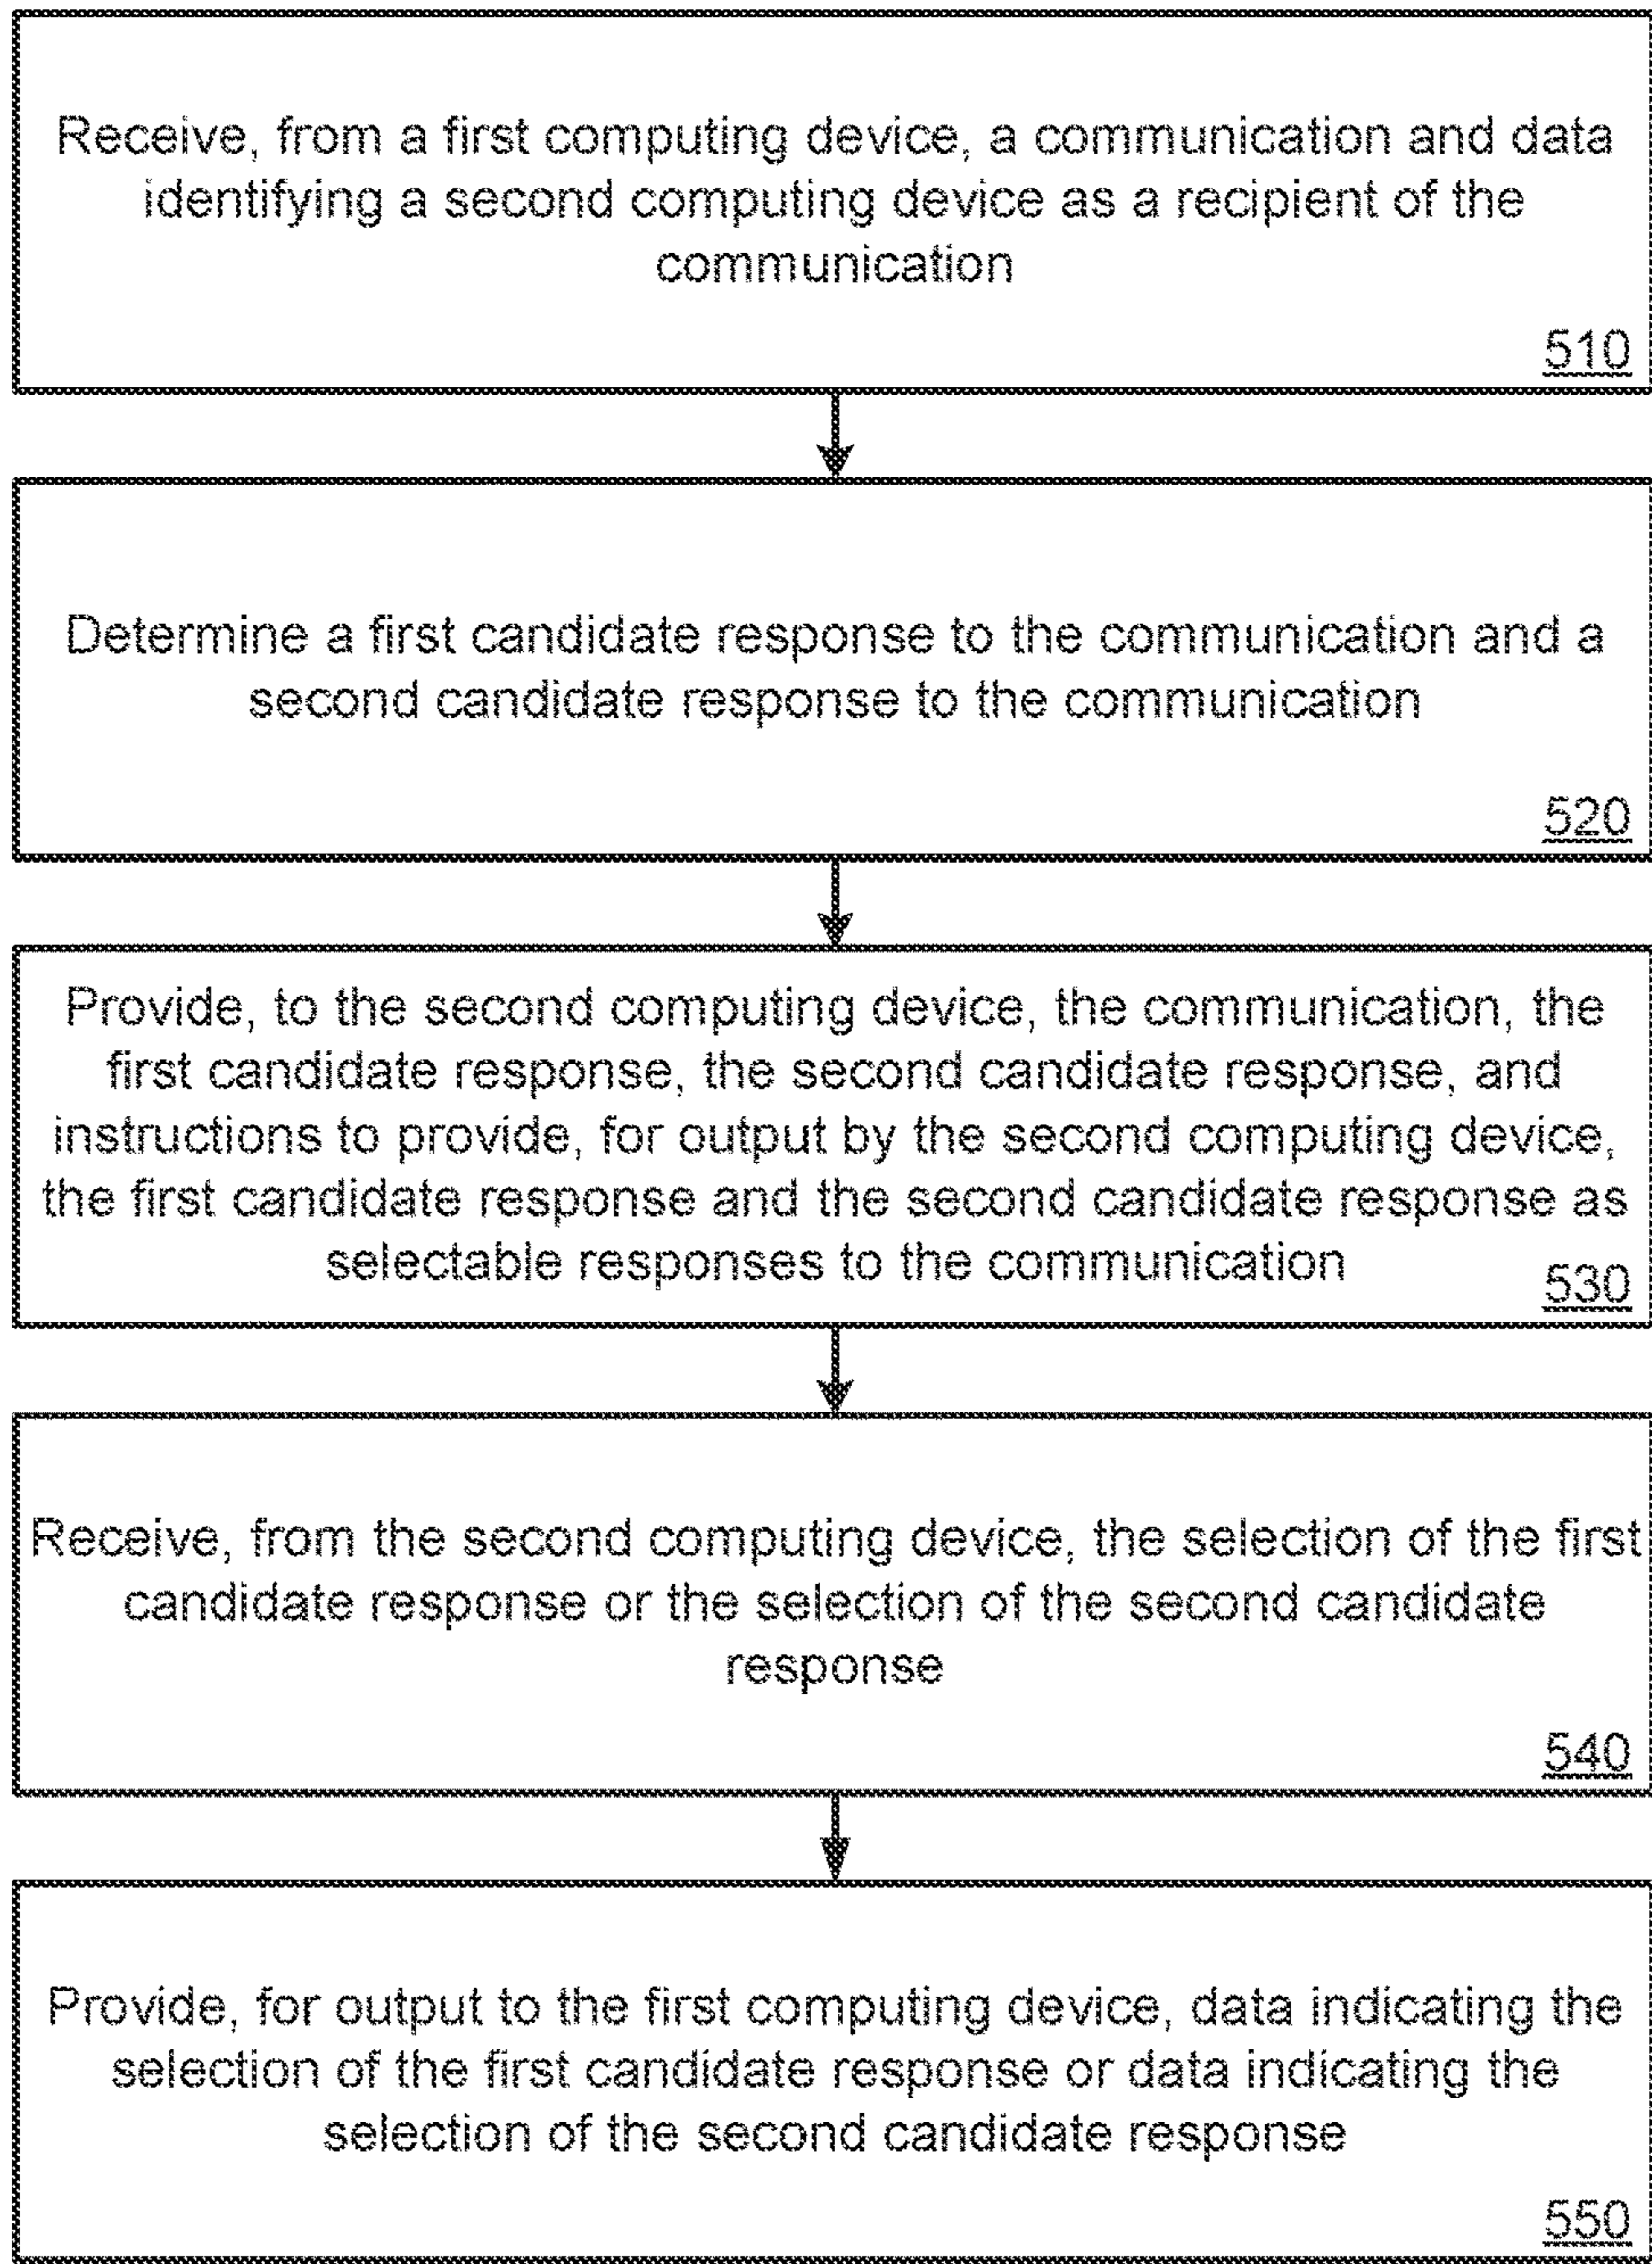 Receive, from a first computing device, a communication and data
identifying a second computing device as a recipient of the
communication
510
Determine a first candidate response to the communication and a
second candidate response to the communication
520
Provide, to the second computing device, the communication, the
first candidate response, the second candidate response, and
instructions to provide, for output by the second computing device,
the first candidate response and the second candidate response as
selectable responses to the communication
530
Receive, from the second computing device, the selection of the first
candidate response or the selection of the second candidate
response
540
Provide, for output to the first computing device, data indicating the
selection of the first candidate response or data indicating the
selection of the second candidate response
550